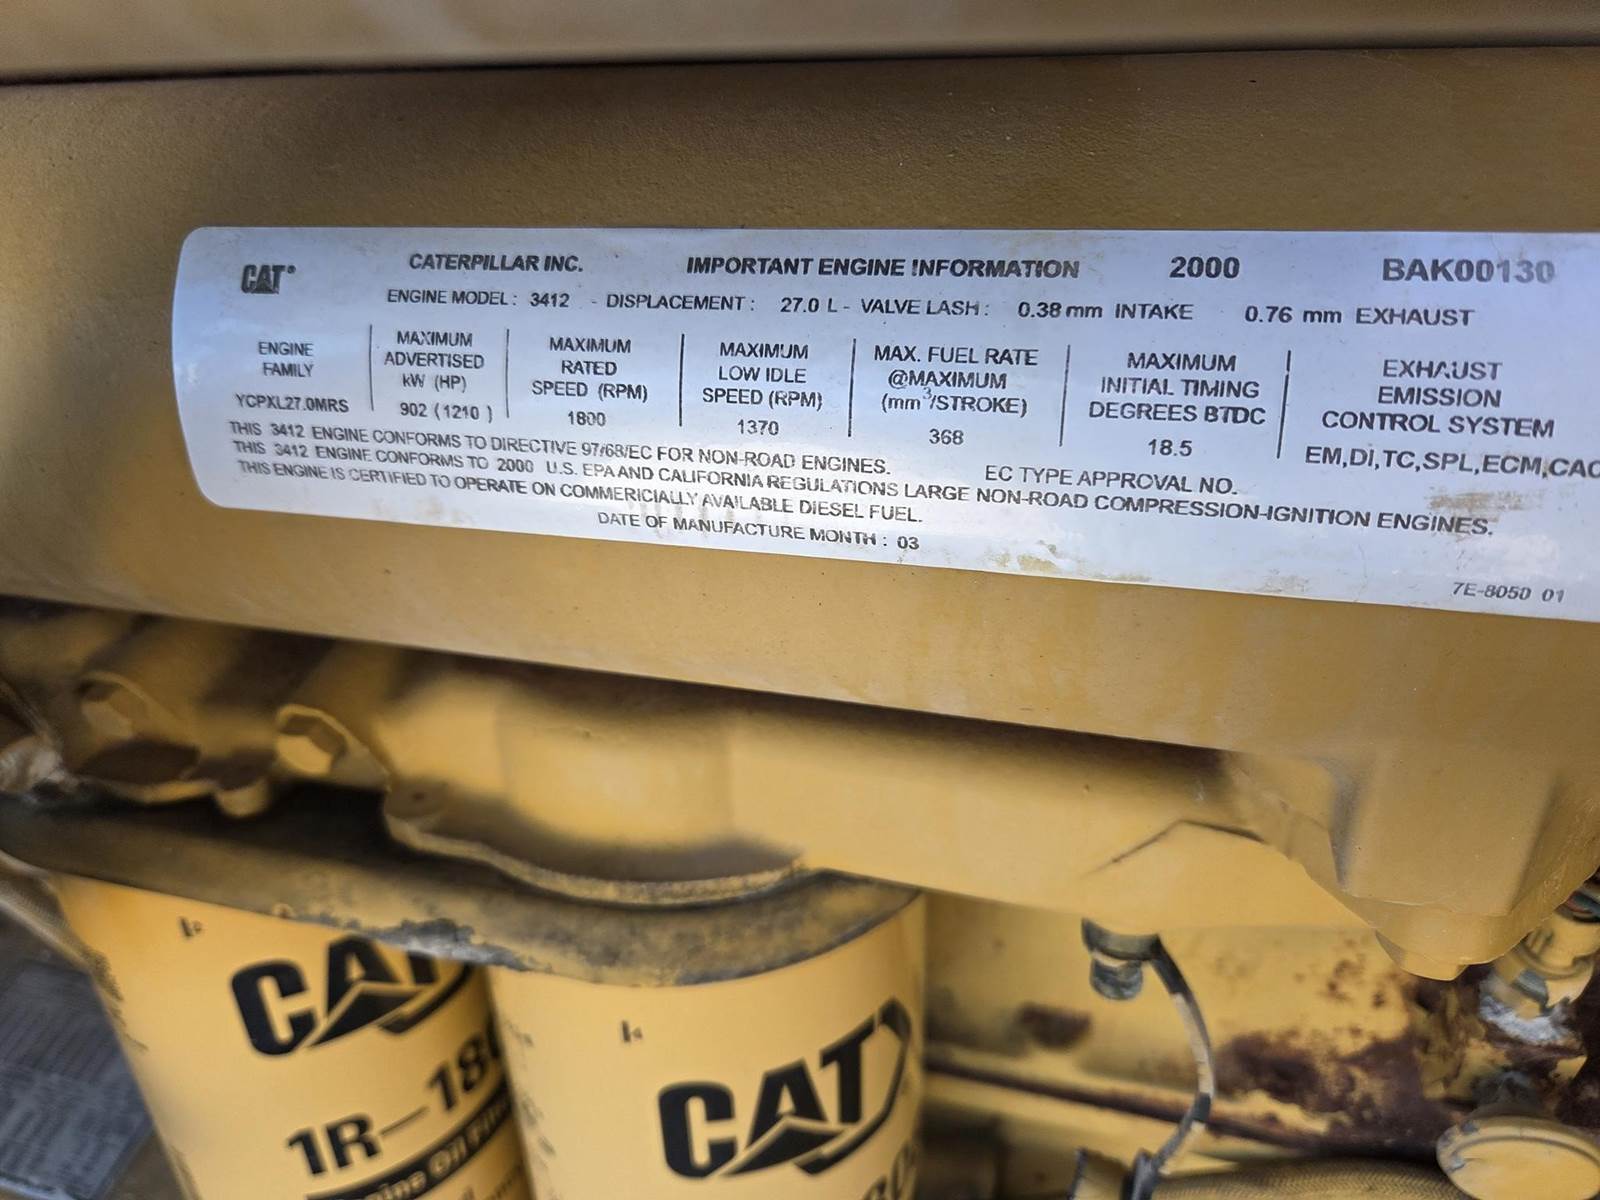 CAT CATERPILLAR INC. IMPORTANT ENGINE INFORMATION 2000 BAK00130
ENGINE MODEL: 3412 - DISPLACEMENT: 27.0 L - VALVE LASH: 0.38 mm INTAKE 0.76 mm EXHAUST
ENGINE FAMILY
YCPXL27.0MRS
MAXIMUM ADVERTISED kW (HP)
902 (1210)
MAXIMUM RATED SPEED (RPM)
1800
MAXIMUM LOW IDLE SPEED (RPM)
1370
MAX. FUEL RATE @MAXIMUM (mm³/STROKE)
368
MAXIMUM INITIAL TIMING DEGREES BTDC
18.5
EXHAUST EMISSION CONTROL SYSTEM
EM,DI,TC,SPL,ECM,CAC
THIS 3412 ENGINE CONFORMS TO DIRECTIVE 97/68/EC FOR NON-ROAD ENGINES. EC TYPE APPROVAL NO.
THIS 3412 ENGINE CONFORMS TO 2000 U.S. EPA AND CALIFORNIA REGULATIONS LARGE NON-ROAD COMPRESSION-IGNITION ENGINES.
THIS ENGINE IS CERTIFIED TO OPERATE ON COMMERICIALLY AVAILABLE DIESEL FUEL.
DATE OF MANUFACTURE MONTH: 03
7E-8050 01
CAT
1R-18
Engine Oil
CAT